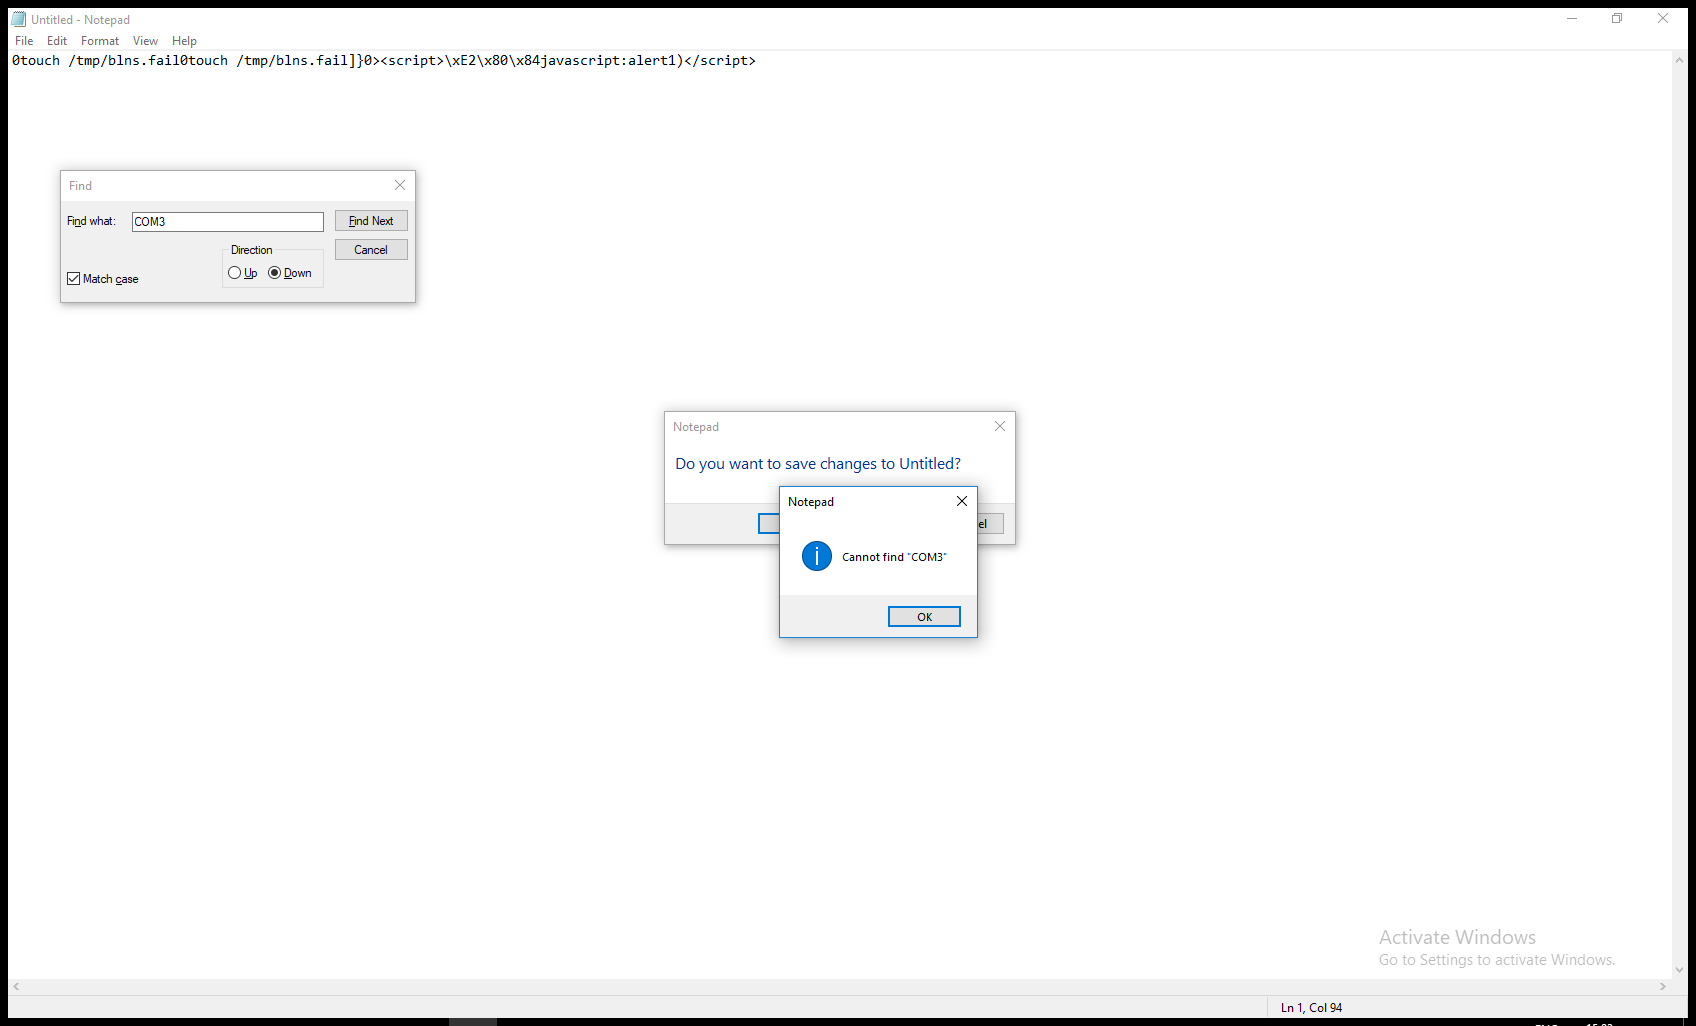 Untitled - Notepad
File Edit Format View Help
0touch /tmp/blns.fail0touch /tmp/blns.fail]}0><script>\xE2\x80\x84javascript:alert1)</script>
Find
Find what: COM3 Find Next
Direction Cancel
Up Down
Match case
Notepad
Do you want to save changes to Untitled?
Notepad
Cannot find "COM3"
OK
Activate Windows
Go to Settings to activate Windows.
Ln 1, Col 94